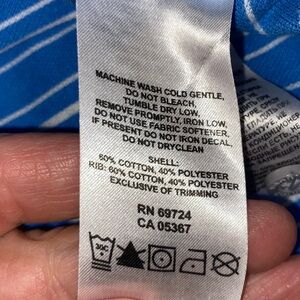 MACHINE WASH COLD GENTLE,
DO NOT BLEACH,
TUMBLE DRY LOW,
REMOVE PROMPTLY, IRON LOW,
DO NOT USE FABRIC SOFTENER,
IF PRESENT DO NOT IRON DECAL,
DO NOT DRYCLEAN
SHELL:
60% COTTON, 40% POLYESTER
RIB: 60% COTTON, 40% POLYESTER
EXCLUSIVE OF TRIMMING
RN 69724
CA 05367